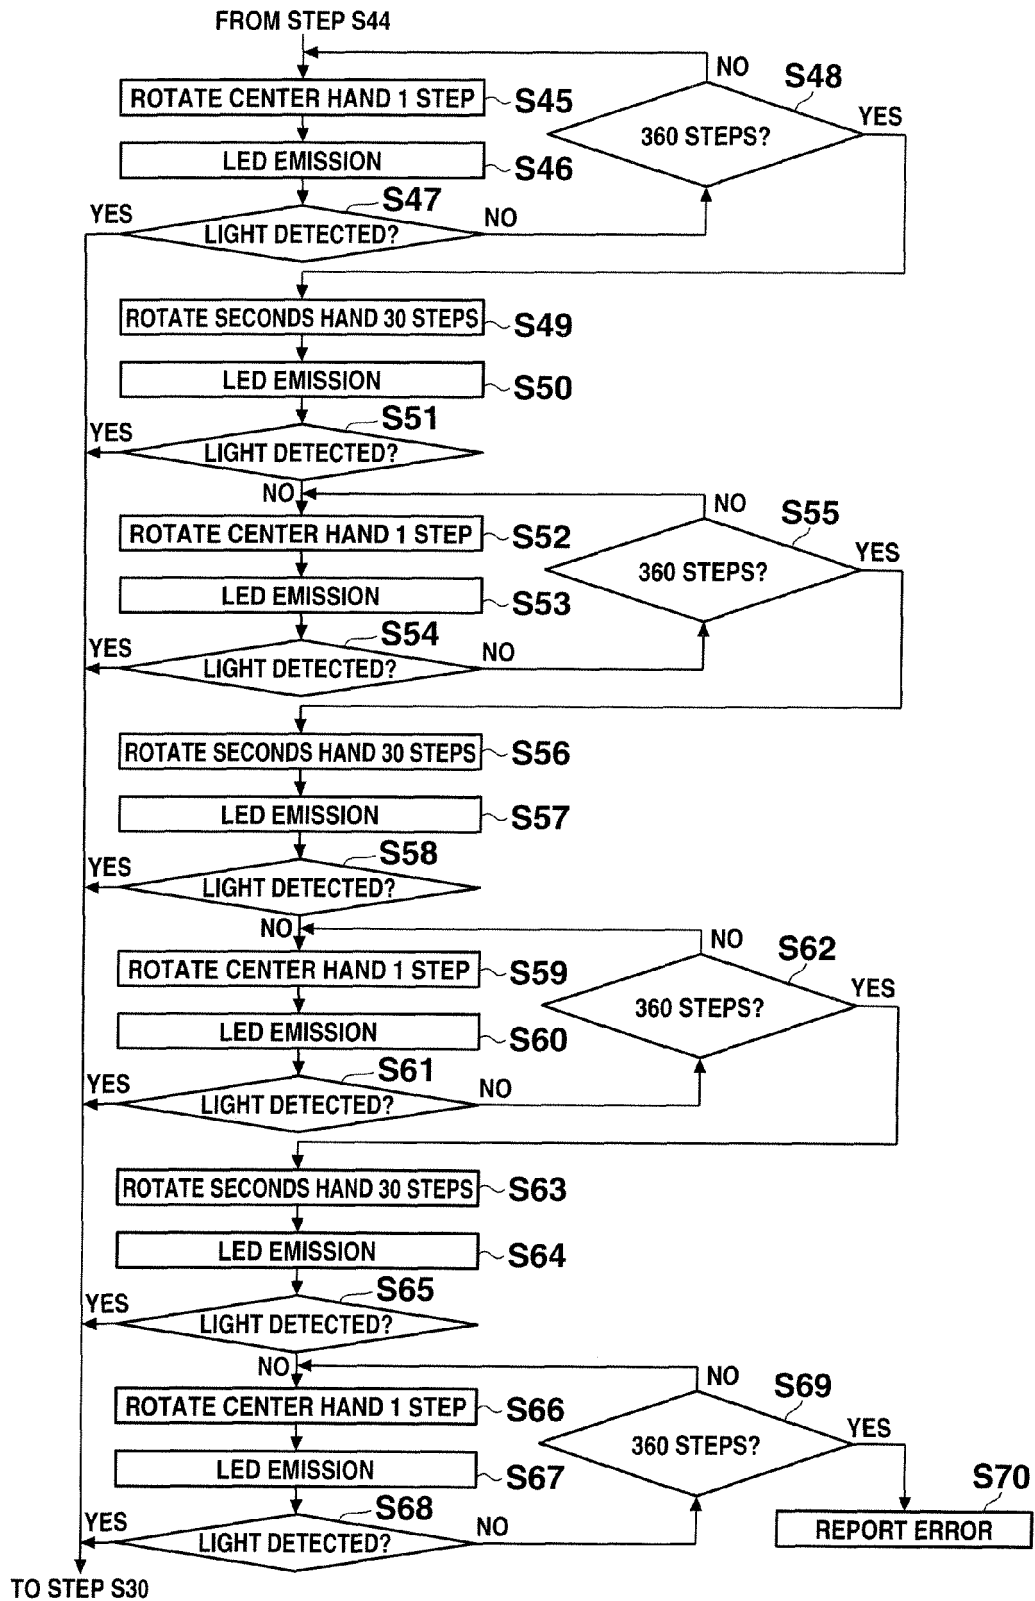 FROM STEP S44
NO
S48
ROTATE CENTER HAND 1 STEP
S45
360 STEPS?
YES
LED EMISSION
S46
S47
YES
LIGHT DETECTED?
NO
ROTATE SECONDS HAND 30 STEPS
S49
LED EMISSION
S50
S51
YES
LIGHT DETECTED?
NO
NO
S55
ROTATE CENTER HAND 1 STEP
S52
360 STEPS?
YES
LED EMISSION
S53
S54
YES
LIGHT DETECTED?
NO
ROTATE SECONDS HAND 30 STEPS
S56
LED EMISSION
S57
S58
YES
LIGHT DETECTED?
NO
NO
S62
ROTATE CENTER HAND 1 STEP
S59
360 STEPS?
YES
LED EMISSION
S60
S61
YES
LIGHT DETECTED?
NO
ROTATE SECONDS HAND 30 STEPS
S63
LED EMISSION
S64
S65
YES
LIGHT DETECTED?
NO
NO
S69
ROTATE CENTER HAND 1 STEP
S66
360 STEPS?
YES
LED EMISSION
S67
S70
S68
YES
LIGHT DETECTED?
NO
REPORT ERROR
TO STEP S30